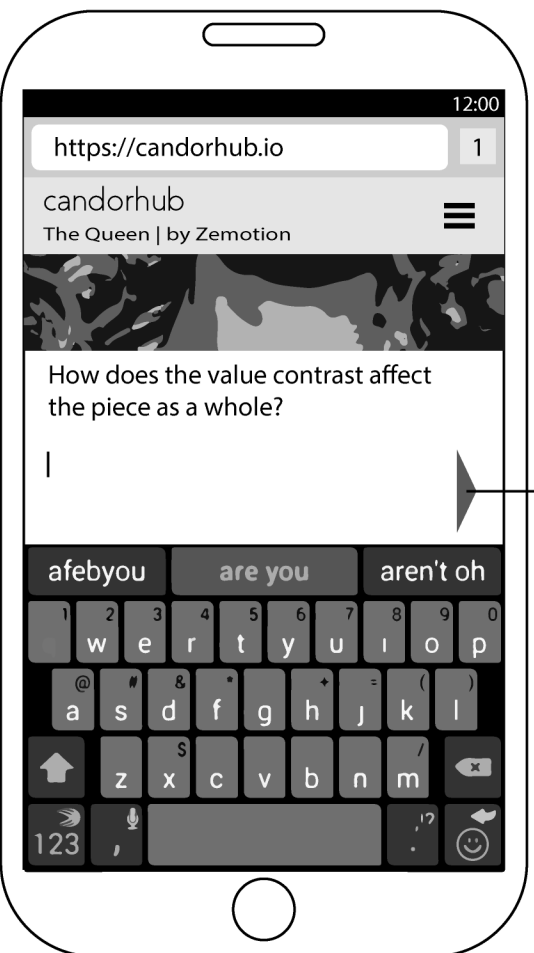 12:00
https://candorhub.io 1
candorhub
The Queen | by Zemotion
How does the value contrast affect
the piece as a whole?
afebyou are you aren't oh
1 2 3 4 5 6 7 8 9 0
w e r t y u i o p
@ # & * + = ( )
a s d f g h j k l
$ /
z x c v b n m
123 , . , ! ?